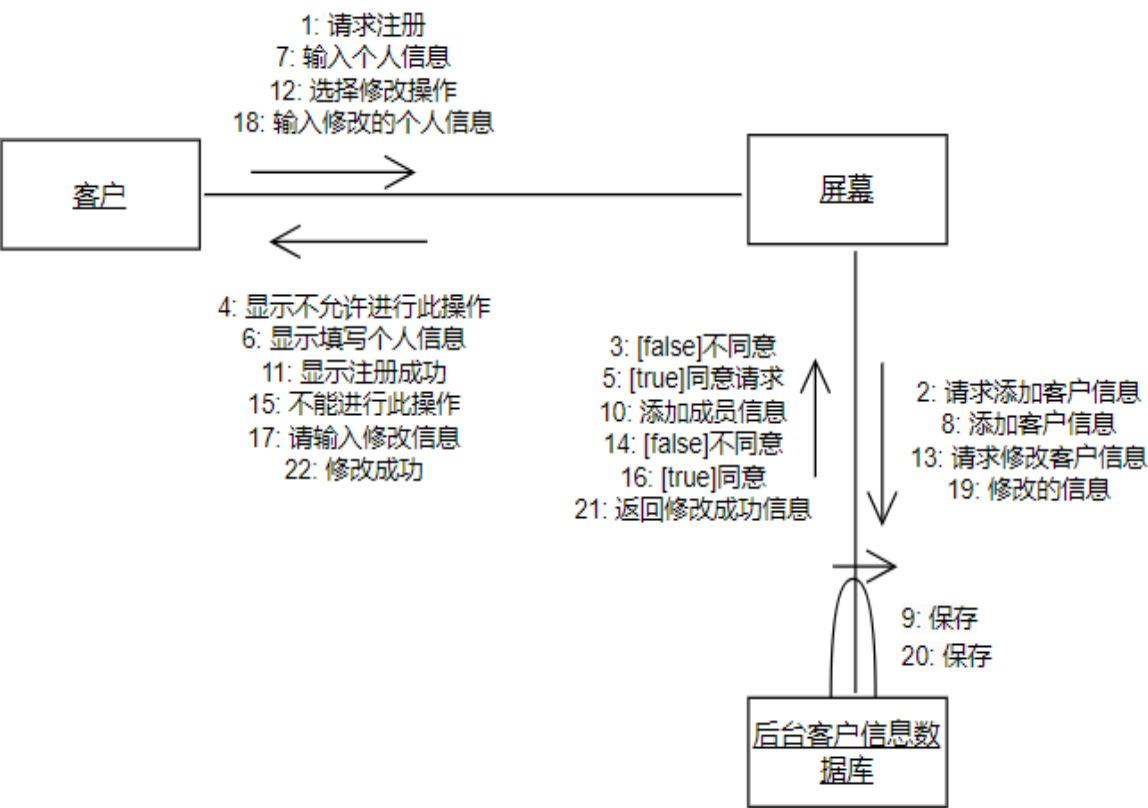 1: 请求注册
7: 输入个人信息
12: 选择修改操作
18: 输入修改的个人信息
客户
屏幕
4: 显示不允许进行此操作
6: 显示填写个人信息
11: 显示注册成功
15: 不能进行此操作
17: 请输入修改信息
22: 修改成功
3: [false]不同意
5: [true]同意请求
10: 添加成员信息
14: [false]不同意
16: [true]同意
21: 返回修改成功信息
2: 请求添加客户信息
8: 添加客户信息
13: 请求修改客户信息
19: 修改的信息
9: 保存
20: 保存
后台客户信息数
据库